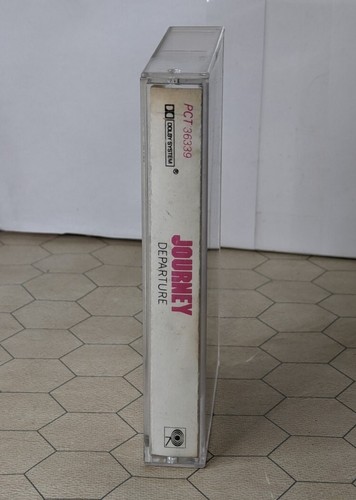 PCT 36339
DOLBY SYSTEM ®
JOURNEY
DEPARTURE